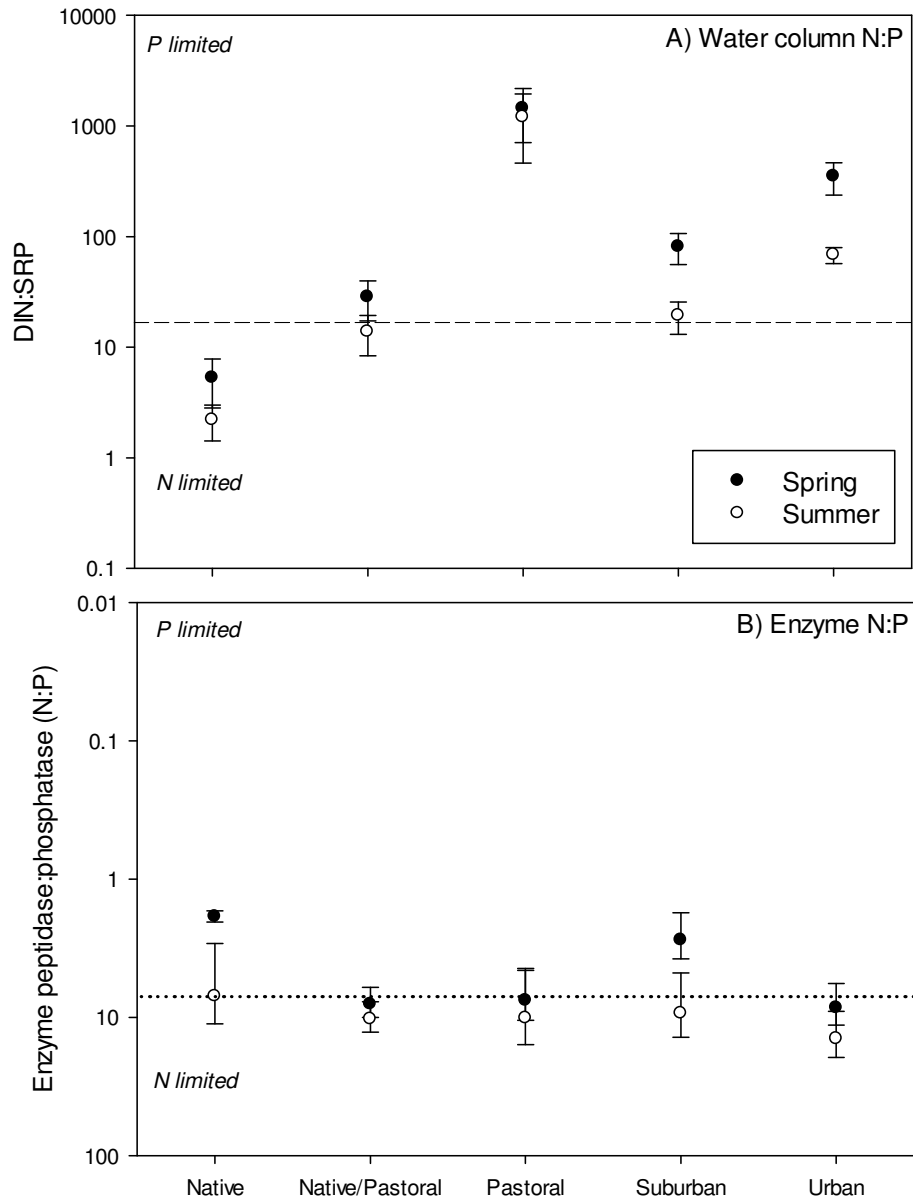 10000
P limited
A) Water column N:P
1000
100
DIN:SRP
10
1
N limited
Spring
Summer
0.1
0.01
P limited
B) Enzyme N:P
0.1
Enzyme peptidase:phosphatase (N:P)
1
10
N limited
100
Native
Native/Pastoral
Pastoral
Suburban
Urban